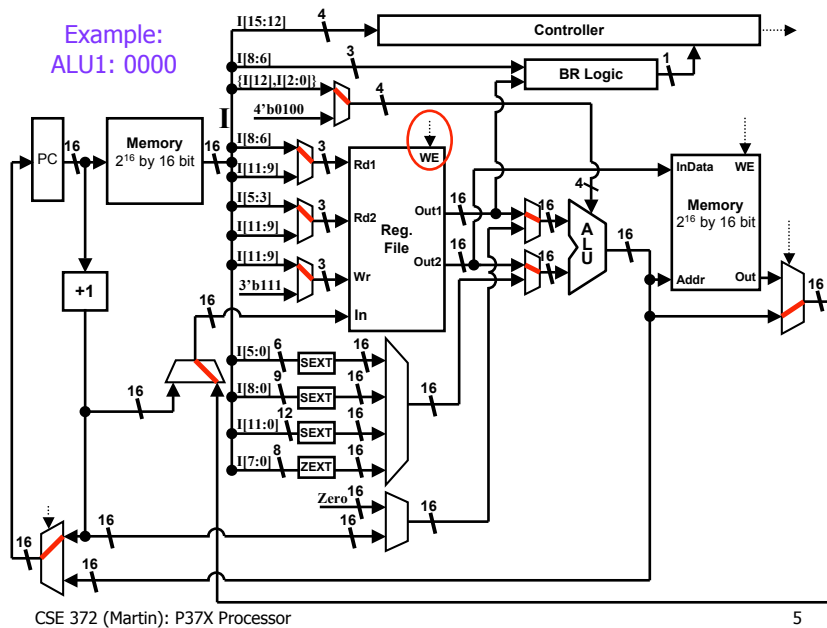 Example:
ALU1: 0000
I[15:12]
4
Controller
I[8:6]
3
BR Logic
1
{I[12],I[2:0]}
4
4'b0100
I
PC
16
Memory
2^16 by 16 bit
16
I[8:6]
3
Rd1
WE
I[11:9]
I[5:3]
3
Rd2
I[11:9]
Reg.
File
Out1
16
Out2
16
I[11:9]
3
Wr
3'b111
16
In
16
16
4
ALU
16
InData
WE
Memory
2^16 by 16 bit
Addr
Out
16
+1
16
I[5:0]
6
SEXT
16
I[8:0]
9
SEXT
16
16
I[11:0]
12
SEXT
16
I[7:0]
8
ZEXT
16
Zero
16
16
16
16
16
16
16
CSE 372 (Martin): P37X Processor
5